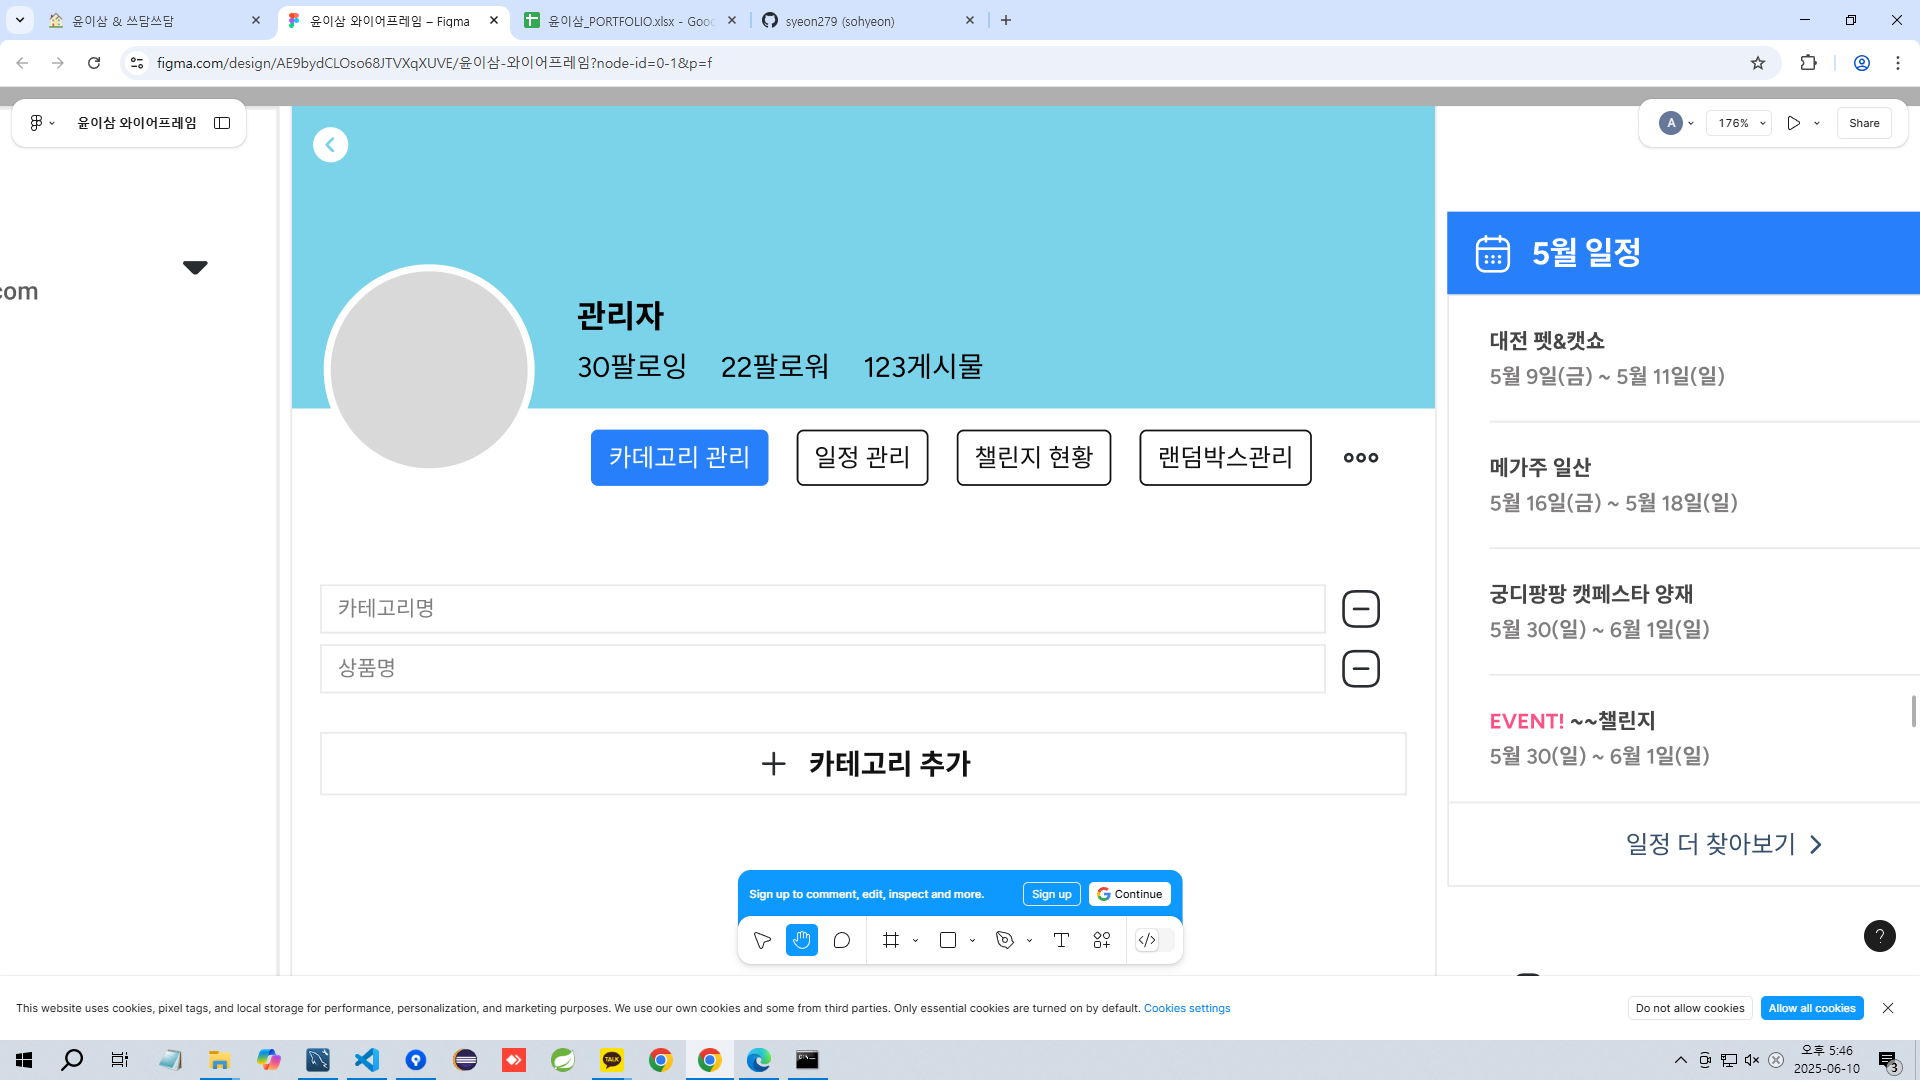 윤이삼 & 쓰담쓰담
윤이삼 와이어프레임 – Figma
윤이삼_PORTFOLIO.xlsx - Goo
syeon279 (sohyeon)
figma.com/design/AE9bydCLOso68JTVXqXUVE/윤이삼-와이어프레임?node-id=0-1&p=f
윤이삼 와이어프레임
A
176%
Share
com
관리자
30팔로잉 22팔로워 123게시물
카데고리 관리
일정 관리
챌린지 현황
랜덤박스관리
카테고리명
상품명
카테고리 추가
5월 일정
대전 펫&캣쇼
5월 9일(금) ~ 5월 11일(일)
메가주 일산
5월 16일(금) ~ 5월 18일(일)
궁디팡팡 캣페스타 양재
5월 30(일) ~ 6월 1일(일)
EVENT! ~~챌린지
5월 30(일) ~ 6월 1일(일)
일정 더 찾아보기
Sign up to comment, edit, inspect and more.
Sign up
Continue
?
This website uses cookies, pixel tags, and local storage for performance, personalization, and marketing purposes. We use our own cookies and some from third parties. Only essential cookies are turned on by default. Cookies settings
Do not allow cookies
Allow all cookies
TALK
오후 5:46
2025-06-10
3